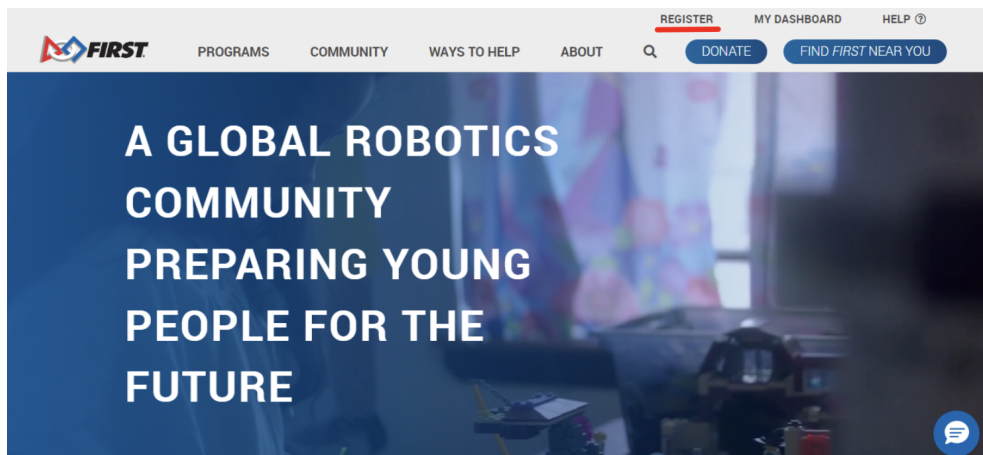 REGISTER MY DASHBOARD HELP ?
FIRST. PROGRAMS COMMUNITY WAYS TO HELP ABOUT DONATE FIND FIRST NEAR YOU
A GLOBAL ROBOTICS
COMMUNITY
PREPARING YOUNG
PEOPLE FOR THE
FUTURE